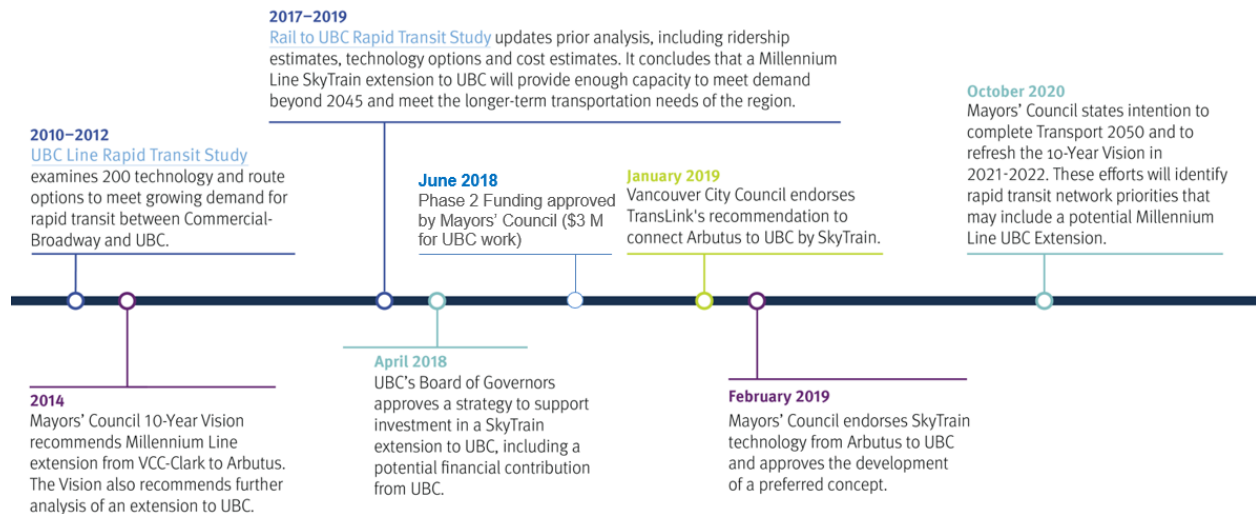 2017–2019
Rail to UBC Rapid Transit Study updates prior analysis, including ridership
estimates, technology options and cost estimates. It concludes that a Millennium
Line SkyTrain extension to UBC will provide enough capacity to meet demand
beyond 2045 and meet the longer-term transportation needs of the region.
2010–2012
UBC Line Rapid Transit Study
examines 200 technology and route
options to meet growing demand for
rapid transit between Commercial-
Broadway and UBC.
June 2018
Phase 2 Funding approved
by Mayors' Council ($3 M
for UBC work)
January 2019
Vancouver City Council endorses
TransLink's recommendation to
connect Arbutus to UBC by SkyTrain.
October 2020
Mayors' Council states intention to
complete Transport 2050 and to
refresh the 10-Year Vision in
2021-2022. These efforts will identify
rapid transit network priorities that
may include a potential Millennium
Line UBC Extension.
2014
Mayors' Council 10-Year Vision
recommends Millennium Line
extension from VCC-Clark to Arbutus.
The Vision also recommends further
analysis of an extension to UBC.
April 2018
UBC's Board of Governors
approves a strategy to support
investment in a SkyTrain
extension to UBC, including a
potential financial contribution
from UBC.
February 2019
Mayors' Council endorses SkyTrain
technology from Arbutus to UBC
and approves the development
of a preferred concept.